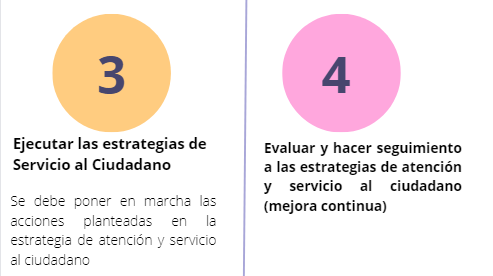 3
Ejecutar las estrategias de
Servicio al Ciudadano
Se debe poner en marcha las
acciones planteadas en la
estrategia de atención y servicio
al ciudadano
4
Evaluar y hacer seguimiento
a las estrategias de atención
y servicio al ciudadano
(mejora continua)